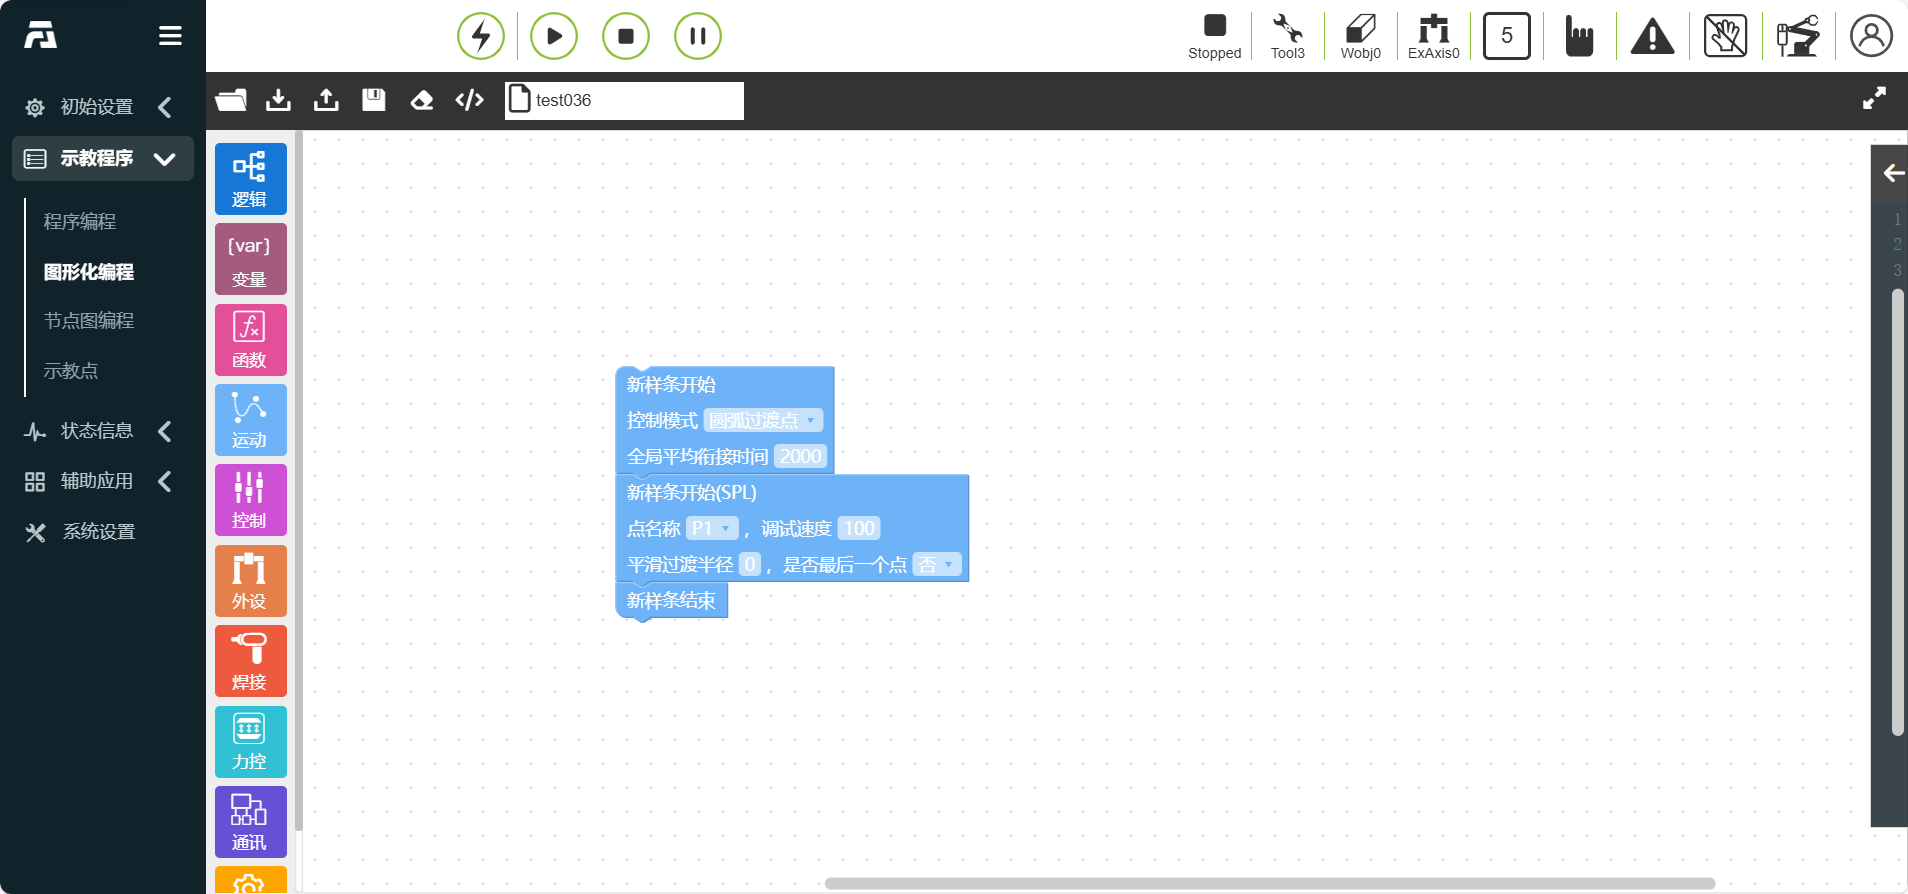 Stopped
Tool3
Wobj0
ExAxis0
5
test036
初始设置
示教程序
程序编程
图形化编程
节点图编程
示教点
状态信息
辅助应用
系统设置
逻辑
{var}
变量
fx
函数
运动
控制
外设
焊接
力控
通讯
新样条开始
控制模式 圆弧过渡点
全局平均衔接时间 2000
新样条开始(SPL)
点名称 P1 ，调试速度 100
平滑过渡半径 0 ，是否最后一个点 否
新样条结束
1
2
3